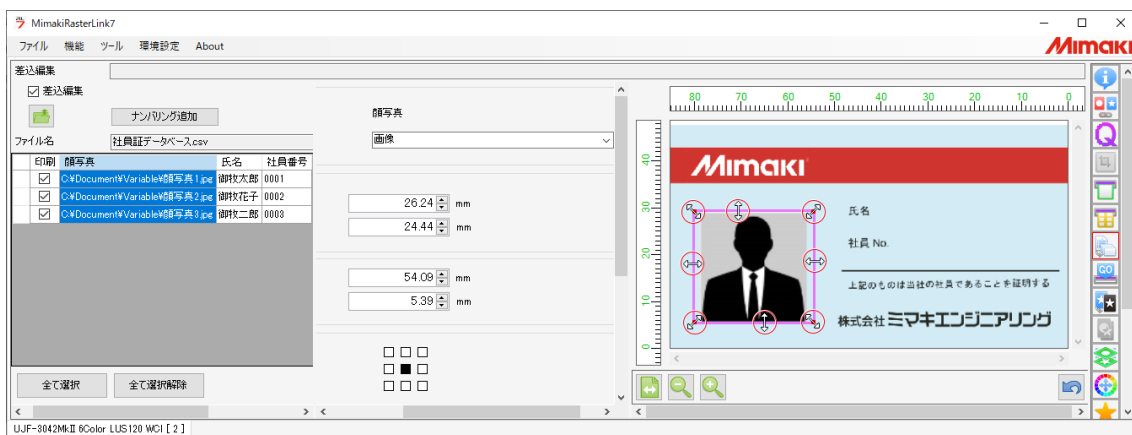 MimakiRasterLink7
ファイル 機能 ツール 環境設定 About
Mimaki
差込編集
差込編集
ナンバリング追加
ファイル名 社員証データベース.csv
印刷 顔写真 氏名 社員番号
C:¥Document¥Variable¥顔写真1.jpg 御牧太郎 0001
C:¥Document¥Variable¥顔写真2.jpg 御牧花子 0002
C:¥Document¥Variable¥顔写真3.jpg 御牧二郎 0003
全て選択 全て選択解除
顔写真
画像
26.24 mm
24.44 mm
54.09 mm
5.39 mm
80 70 60 50 40 30 20 10 0
40
30
20
10
0
Mimaki
氏名
社員 No.
上記のものは当社の社員であることを証明する
株式会社ミマキエンジニアリング
GO
UJF-3042MkⅡ 6Color LUS120 WCl [ 2 ]